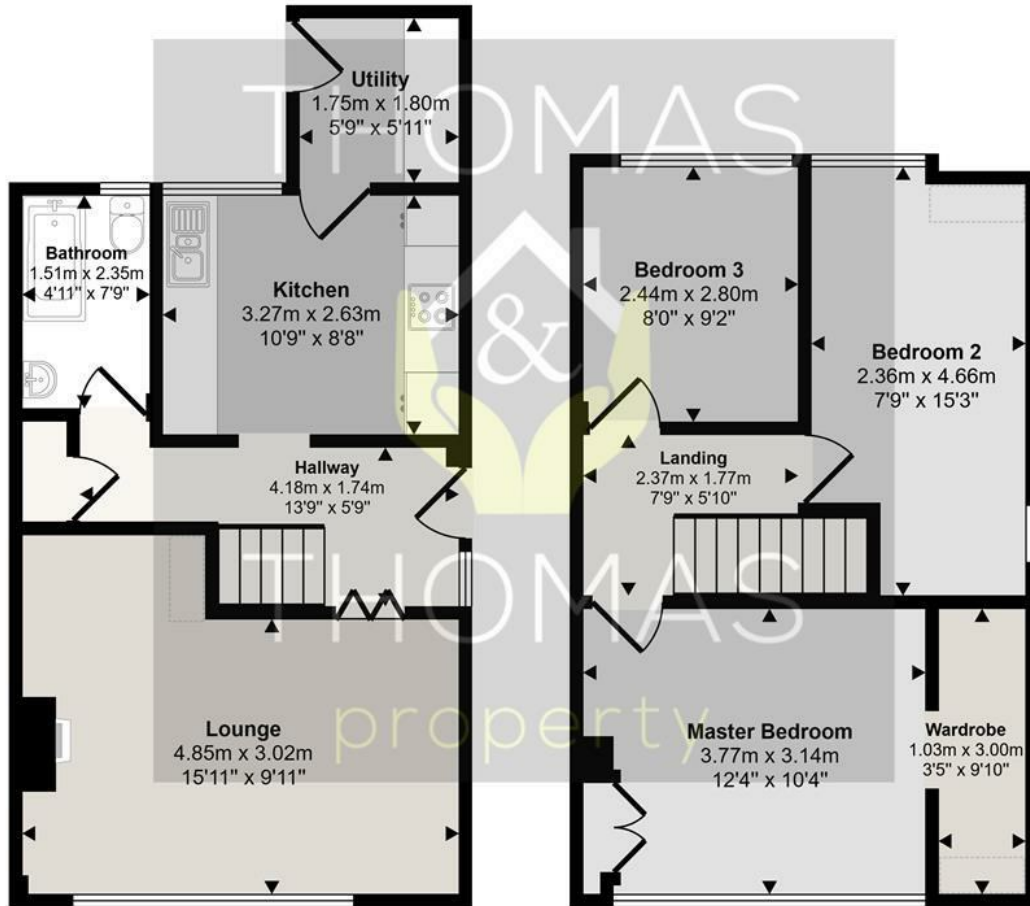 Utility
1.75m x 1.80m
5'9" x 5'11"
THOMAS
Bathroom
1.51m x 2.35m
4'11" x 7'9"
Kitchen
3.27m x 2.63m
10'9" x 8'8"
&
Bedroom 3
2.44m x 2.80m
8'0" x 9'2"
Bedroom 2
2.36m x 4.66m
7'9" x 15'3"
Hallway
4.18m x 1.74m
13'9" x 5'9"
Landing
2.37m x 1.77m
7'9" x 5'10"
THOMAS
property
Lounge
4.85m x 3.02m
15'11" x 9'11"
Master Bedroom
3.77m x 3.14m
12'4" x 10'4"
Wardrobe
1.03m x 3.00m
3'5" x 9'10"